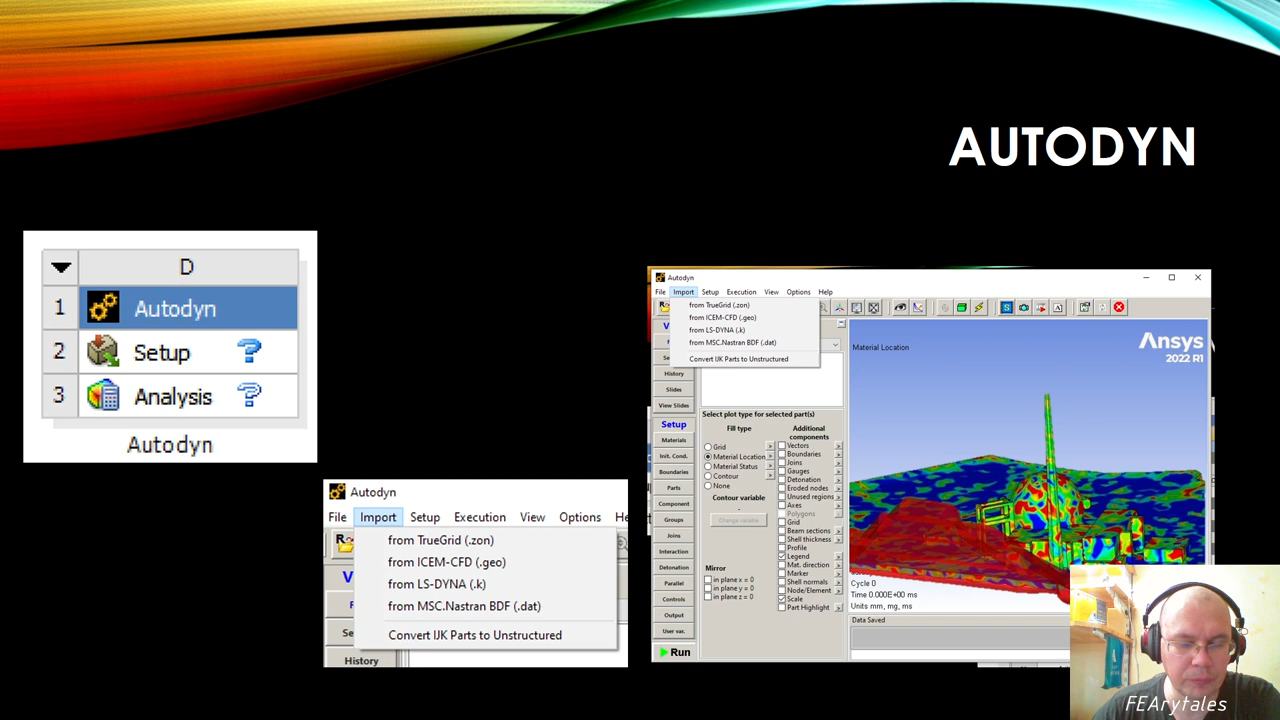 AUTODYN
D
1 Autodyn
2 Setup ?
3 Analysis ?
Autodyn
Autodyn
File Import Setup Execution View Options He
from TrueGrid (.zon)
from ICEM-CFD (.geo)
from LS-DYNA (.k)
from MSC.Nastran BDF (.dat)
Convert IJK Parts to Unstructured
History
Autodyn
File Import Setup Execution View Options Help
from TrueGrid (.zon)
from ICEM-CFD (.geo)
from LS-DYNA (.k)
from MSC.Nastran BDF (.dat)
Convert IJK Parts to Unstructured
History
Slides
View Slides
Setup
Materials
Init. Cond.
Boundaries
Parts
Component
Groups
Joins
Interaction
Detonation
Parallel
Controls
Output
User var.
Run
Select plot type for selected part(s)
Fill type
Grid
Material Location
Material Status
Contour
None
Contour variable
-
Change variable
Mirror
in plane x = 0
in plane y = 0
in plane z = 0
Additional
components
Vectors
Boundaries
Joins
Gauges
Detonation
Eroded nodes
Unused regions
Axes
Polygons
Grid
Beam sections
Shell thickness
Profile
Legend
Mat. direction
Marker
Shell normals
Node/Element
Scale
Part Highlight
Material Location
Ansys
2022 R1
Cycle 0
Time 0.000E+00 ms
Units mm, mg, ms
Data Saved
FEArytales